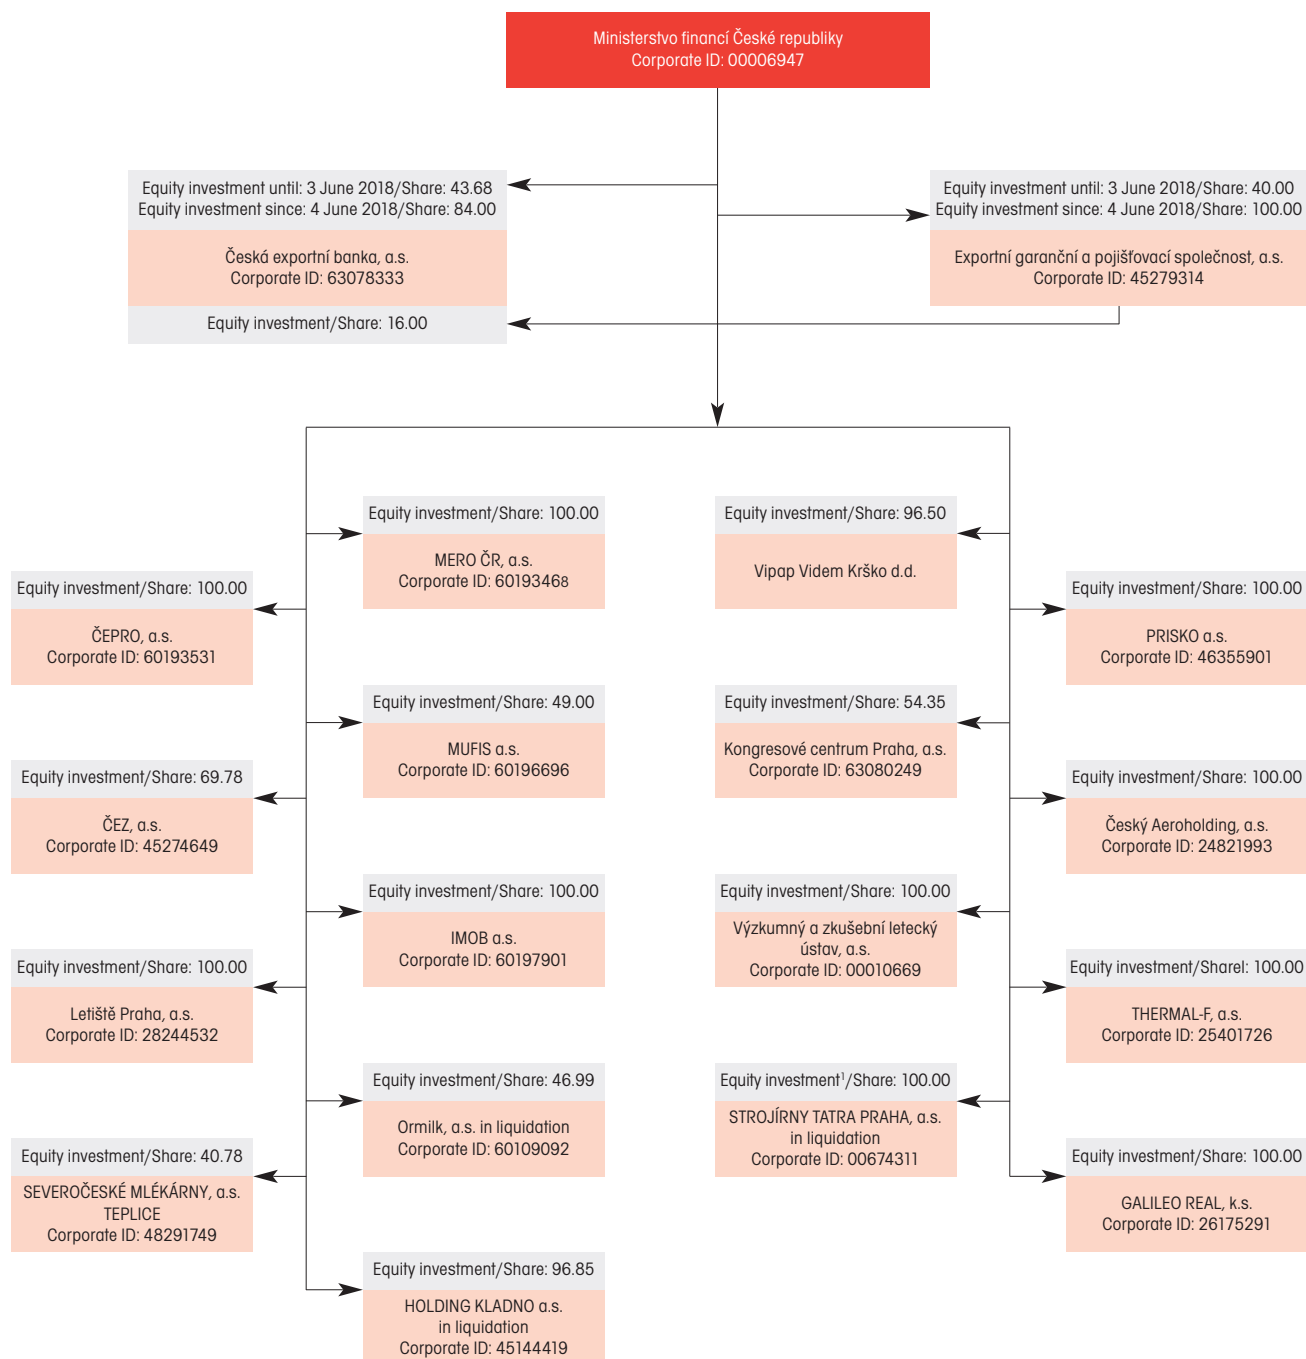 Ministerstvo financí České republiky
Corporate ID: 00006947
Equity investment until: 3 June 2018/Share: 43.68
Equity investment since: 4 June 2018/Share: 84.00
Česká exportní banka, a.s.
Corporate ID: 63078333
Equity investment/Share: 16.00
Equity investment until: 3 June 2018/Share: 40.00
Equity investment since: 4 June 2018/Share: 100.00
Exportní garanční a pojišťovací společnost, a.s.
Corporate ID: 45279314
Equity investment/Share: 100.00
MERO ČR, a.s.
Corporate ID: 60193468
Equity investment/Share: 96.50
Vipap Videm Krško d.d.
Equity investment/Share: 100.00
ČEPRO, a.s.
Corporate ID: 60193531
Equity investment/Share: 100.00
PRISKO a.s.
Corporate ID: 46355901
Equity investment/Share: 49.00
MUFIS a.s.
Corporate ID: 60196696
Equity investment/Share: 54.35
Kongresové centrum Praha, a.s.
Corporate ID: 63080249
Equity investment/Share: 69.78
ČEZ, a.s.
Corporate ID: 45274649
Equity investment/Share: 100.00
Český Aeroholding, a.s.
Corporate ID: 24821993
Equity investment/Share: 100.00
IMOB a.s.
Corporate ID: 60197901
Equity investment/Share: 100.00
Výzkumný a zkušební letecký
ústav, a.s.
Corporate ID: 00010669
Equity investment/Share: 100.00
Letiště Praha, a.s.
Corporate ID: 28244532
Equity investment/Sharel: 100.00
THERMAL-F, a.s.
Corporate ID: 25401726
Equity investment/Share: 46.99
Ormilk, a.s. in liquidation
Corporate ID: 60109092
Equity investment¹/Share: 100.00
STROJÍRNY TATRA PRAHA, a.s.
in liquidation
Corporate ID: 00674311
Equity investment/Share: 40.78
SEVEROČESKÉ MLÉKÁRNY, a.s.
TEPLICE
Corporate ID: 48291749
Equity investment/Share: 100.00
GALILEO REAL, k.s.
Corporate ID: 26175291
Equity investment/Share: 96.85
HOLDING KLADNO a.s.
in liquidation
Corporate ID: 45144419